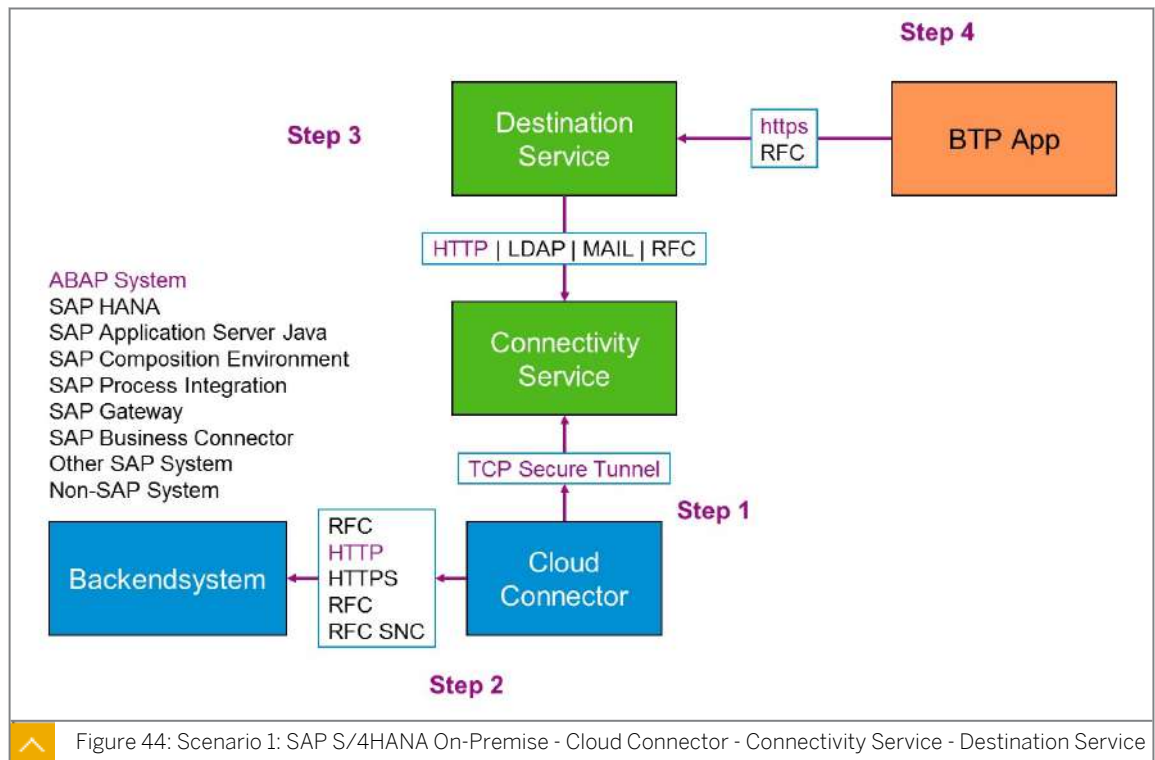 Step 4
Step 3
Destination
Service
https
RFC
BTP App
HTTP | LDAP | MAIL | RFC
ABAP System
SAP HANA
SAP Application Server Java
SAP Composition Environment
SAP Process Integration
SAP Gateway
SAP Business Connector
Other SAP System
Non-SAP System
Connectivity
Service
TCP Secure Tunnel
Step 1
Backendsystem
RFC
HTTP
HTTPS
RFC
RFC SNC
Cloud
Connector
Step 2
Figure 44: Scenario 1: SAP S/4HANA On-Premise - Cloud Connector - Connectivity Service - Destination Service